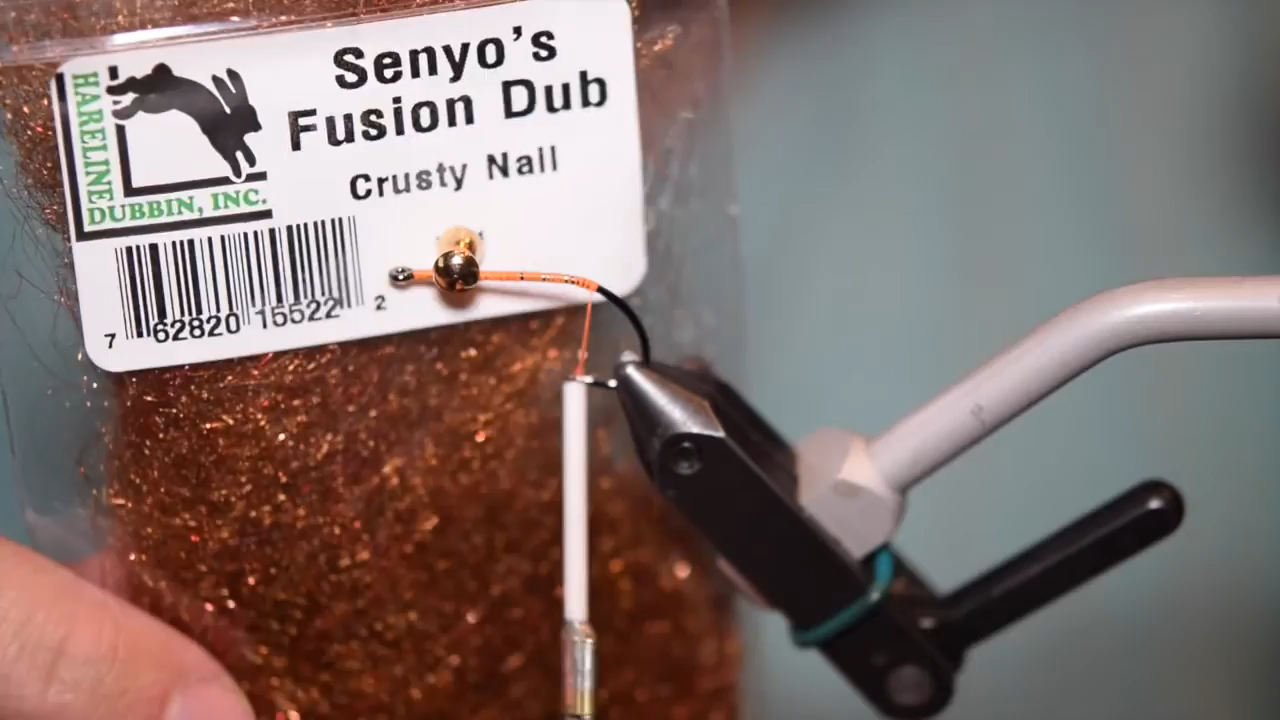 Senyo's
Fusion Dub
Crusty Nail
HARELINE
DUBBIN, INC.
7 62820 15522 2